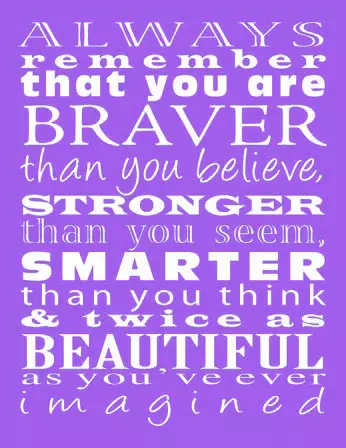 ALWAYS
remember
that you are
BRAVER
than you believe,
STRONGER
than you seem,
SMARTER
than you think
& twice as
BEAUTIFUL
as you've ever
imagined